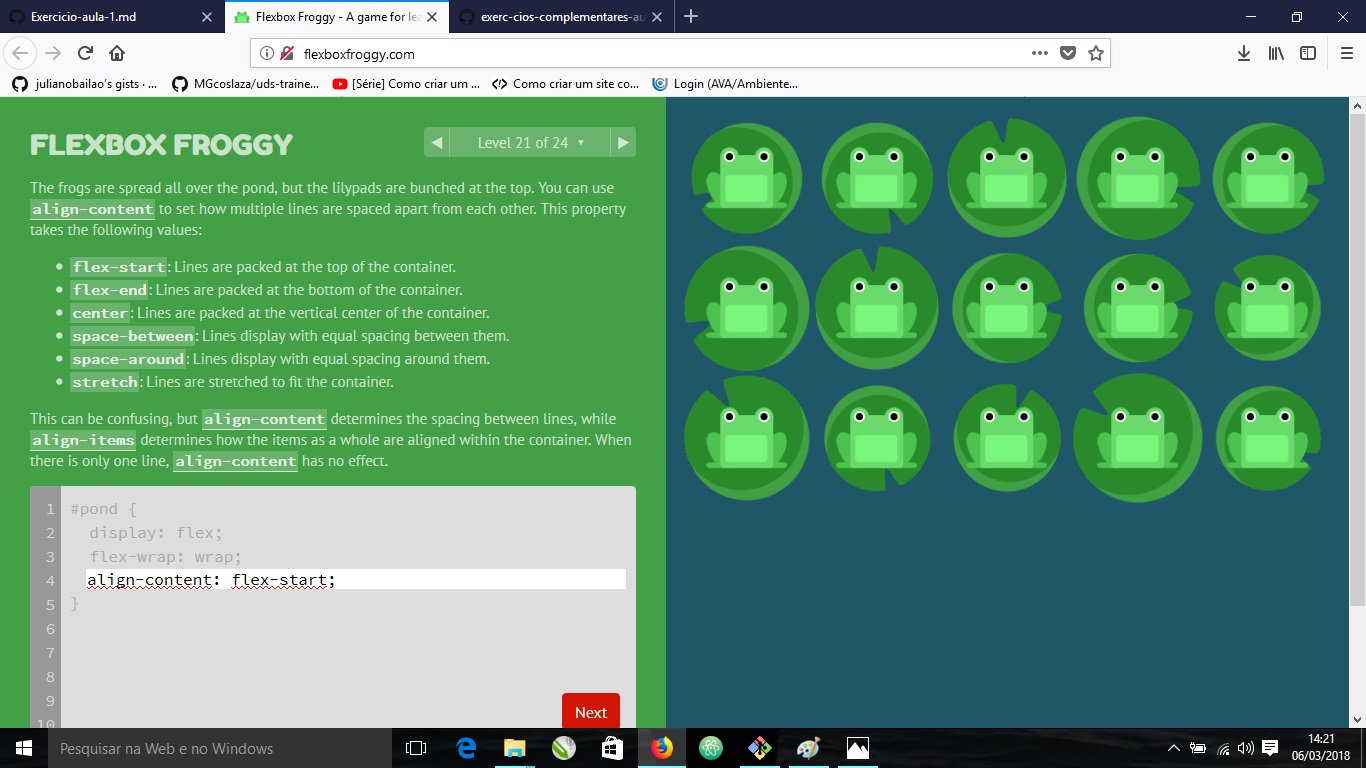 Exercicio-aula-1.md
Flexbox Froggy - A game for lea
exerc-cios-complementares-au
flexboxfroggy.com
julianobailao's gists · ...
MGcoslaza/uds-traine...
[Série] Como criar um ...
Como criar um site co...
Login (AVA/Ambiente...
FLEXBOX FROGGY
Level 21 of 24
The frogs are spread all over the pond, but the lilypads are bunched at the top. You can use
align-content to set how multiple lines are spaced apart from each other. This property
takes the following values:
flex-start: Lines are packed at the top of the container.
flex-end: Lines are packed at the bottom of the container.
center: Lines are packed at the vertical center of the container.
space-between: Lines display with equal spacing between them.
space-around: Lines display with equal spacing around them.
stretch: Lines are stretched to fit the container.
This can be confusing, but align-content determines the spacing between lines, while
align-items determines how the items as a whole are aligned within the container. When
there is only one line, align-content has no effect.
1 #pond {
2 display: flex;
3 flex-wrap: wrap;
4 align-content: flex-start;
5 }
6
7
8
9
10
Next
Pesquisar na Web e no Windows
14:21
06/03/2018